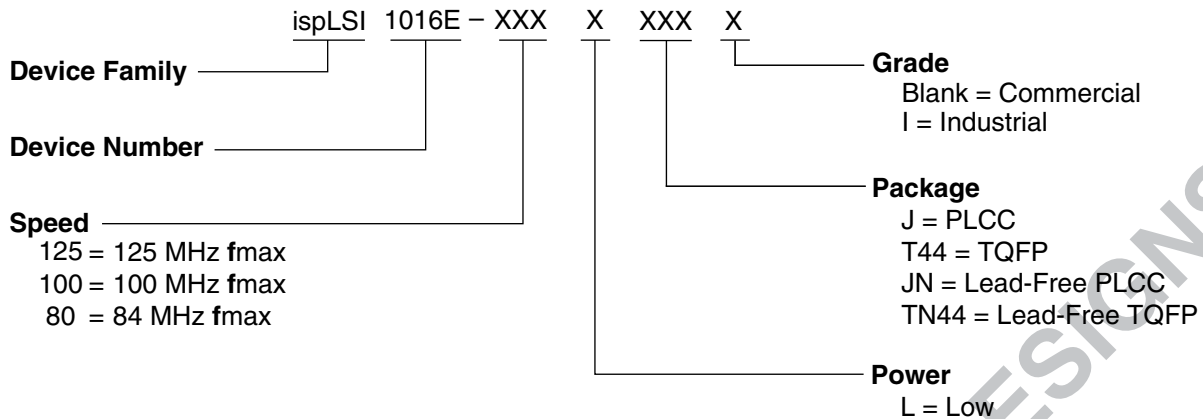 ispLSI 1016E – XXX X XXX X
Device Family
Device Number
Speed
125 = 125 MHz fmax
100 = 100 MHz fmax
80 = 84 MHz fmax
Grade
Blank = Commercial
I = Industrial
Package
J = PLCC
T44 = TQFP
JN = Lead-Free PLCC
TN44 = Lead-Free TQFP
Power
L = Low
ESIGNS